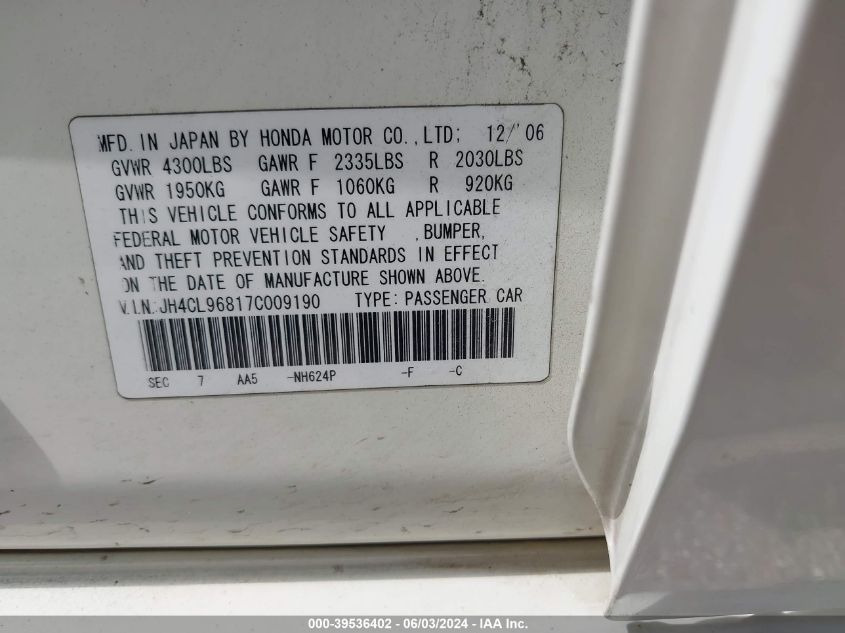 MFD. IN JAPAN BY HONDA MOTOR CO.,LTD; 12/'06
GVWR 4300LBS GAWR F 2335LBS R 2030LBS
GVWR 1950KG GAWR F 1060KG R 920KG
THIS VEHICLE CONFORMS TO ALL APPLICABLE
FEDERAL MOTOR VEHICLE SAFETY ,BUMPER,
AND THEFT PREVENTION STANDARDS IN EFFECT
ON THE DATE OF MANUFACTURE SHOWN ABOVE.
V.I.N.:JH4CL96817C009190 TYPE: PASSENGER CAR
SEC 7 AA5 -NH624P -F -C
000-39536402 - 06/03/2024 - IAA Inc.